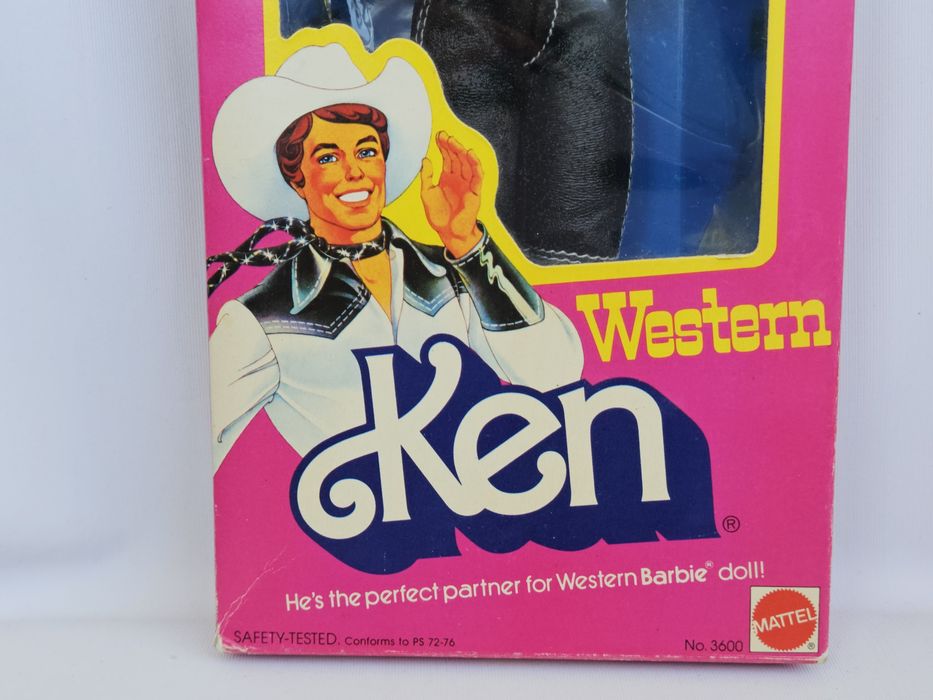 Western
Ken®
He's the perfect partner for Western Barbie® doll!
SAFETY-TESTED. Conforms to PS 72-76
No. 3600
MATTEL®